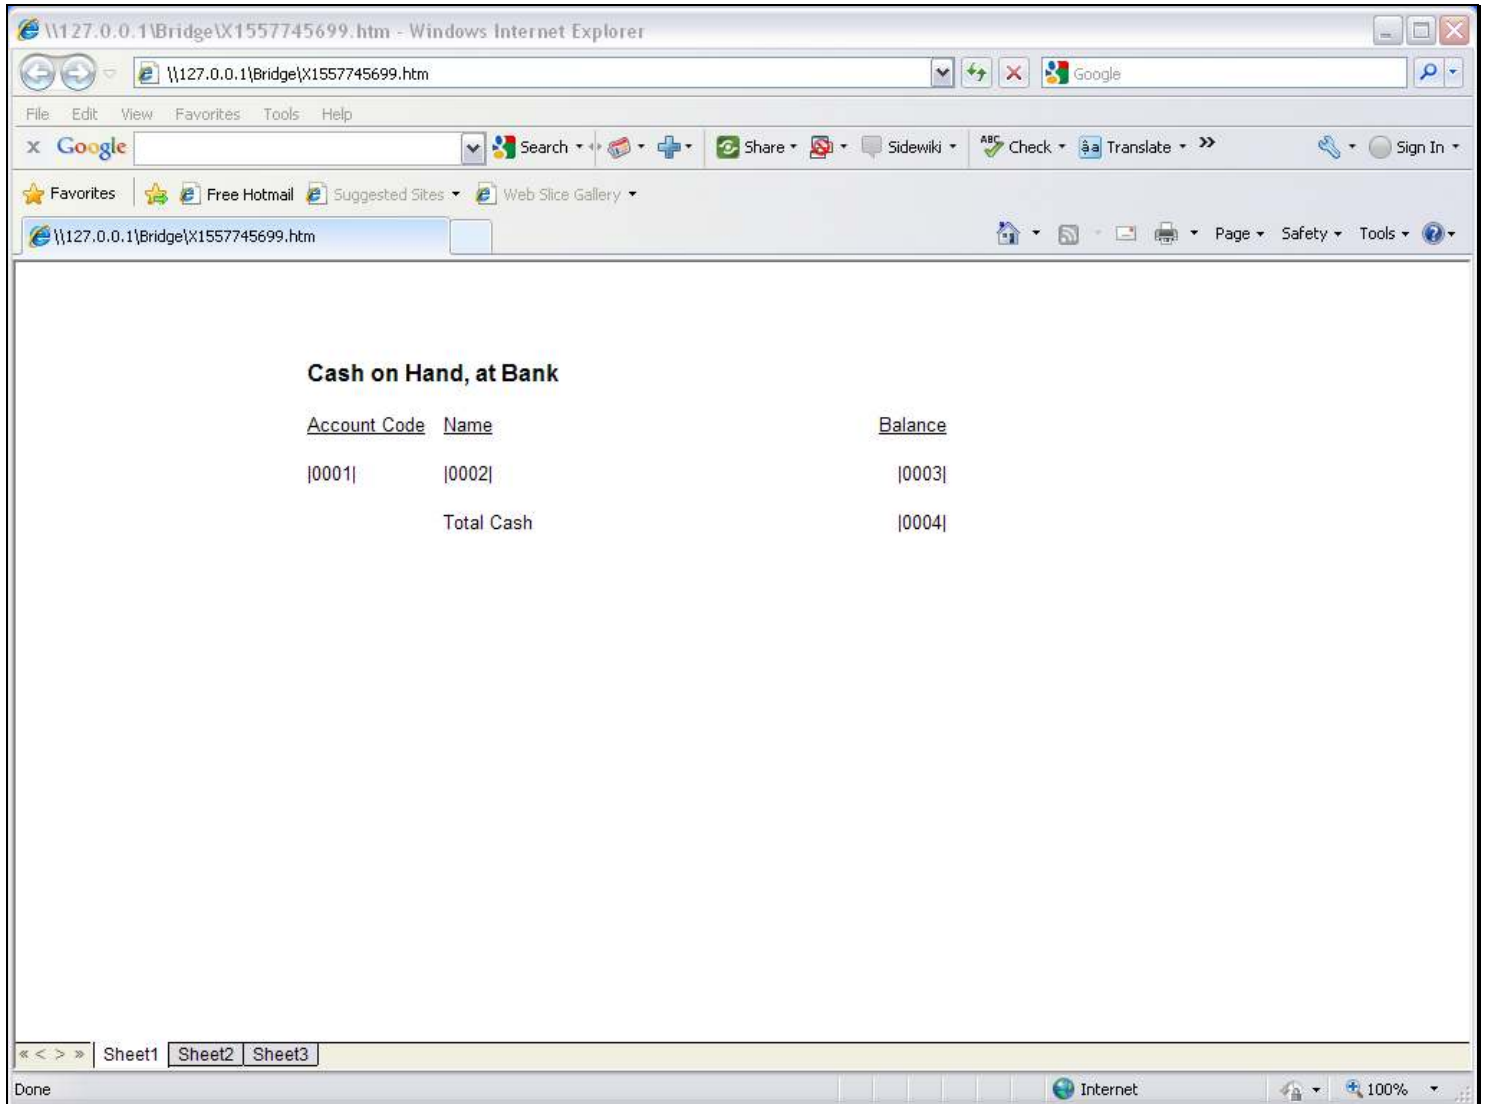 \\127.0.0.1\Bridge\X1557745699.htm - Windows Internet Explorer
\\127.0.0.1\Bridge\X1557745699.htm Google
File Edit View Favorites Tools Help
x Google Search Share Sidewiki ABC Check âa Translate » Sign In
Favorites Free Hotmail Suggested Sites Web Slice Gallery
\\127.0.0.1\Bridge\X1557745699.htm Page Safety Tools
Cash on Hand, at Bank
Account Code Name Balance
|0001| |0002| |0003|
Total Cash |0004|
« < > » Sheet1 Sheet2 Sheet3
Done Internet 100%